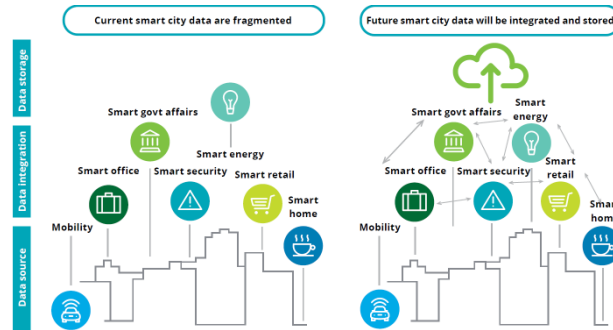 Current smart city data are fragmented
Future smart city data will be integrated and stored
Data storage
Data integration
Data source
Smart govt affairs
Smart energy
Smart office
Smart security
Smart retail
Smart
home
Mobility
Smart govt affairs
Smart
energy
Smart office
Smart security
Smart
retail
Smart
home
Mobility